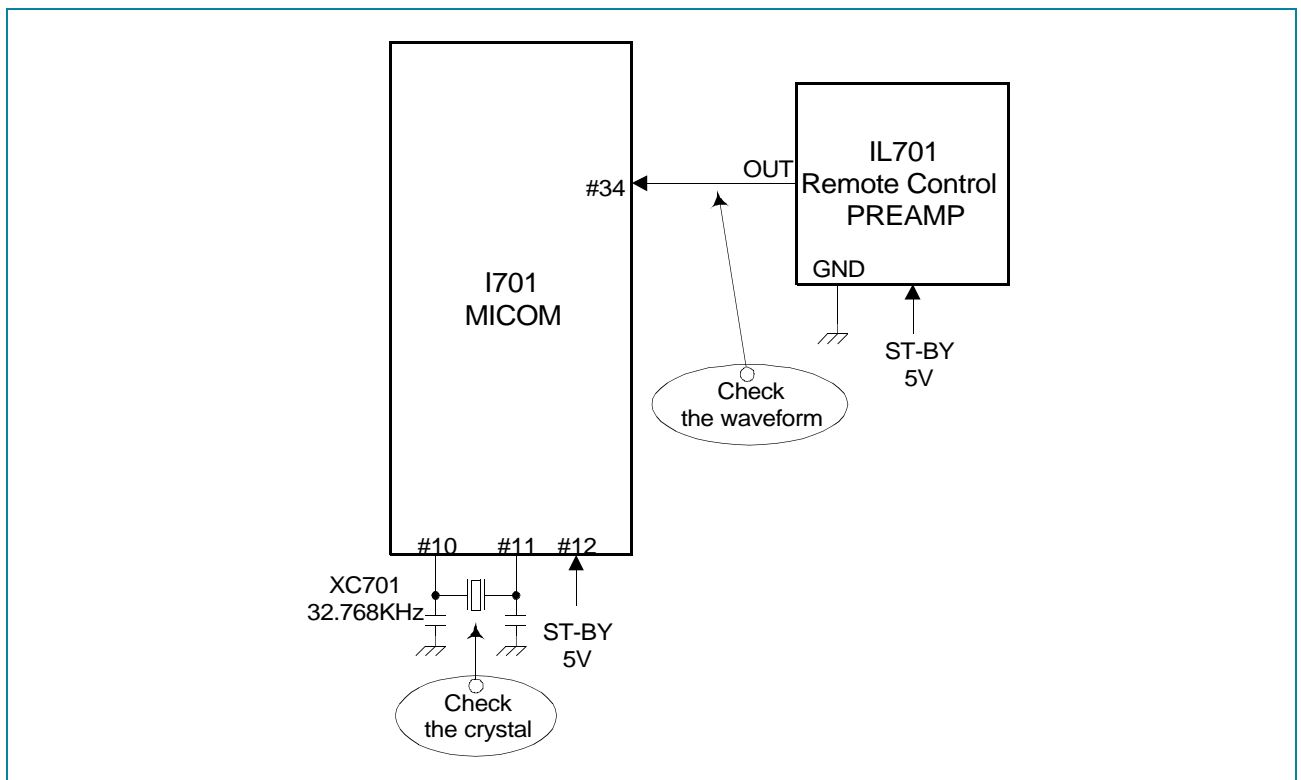 IL701
Remote Control
PREAMP
OUT
GND
#34
I701
MICOM
ST-BY
5V
Check
the waveform
#10
#11
#12
XC701
32.768KHz
ST-BY
5V
Check
the crystal